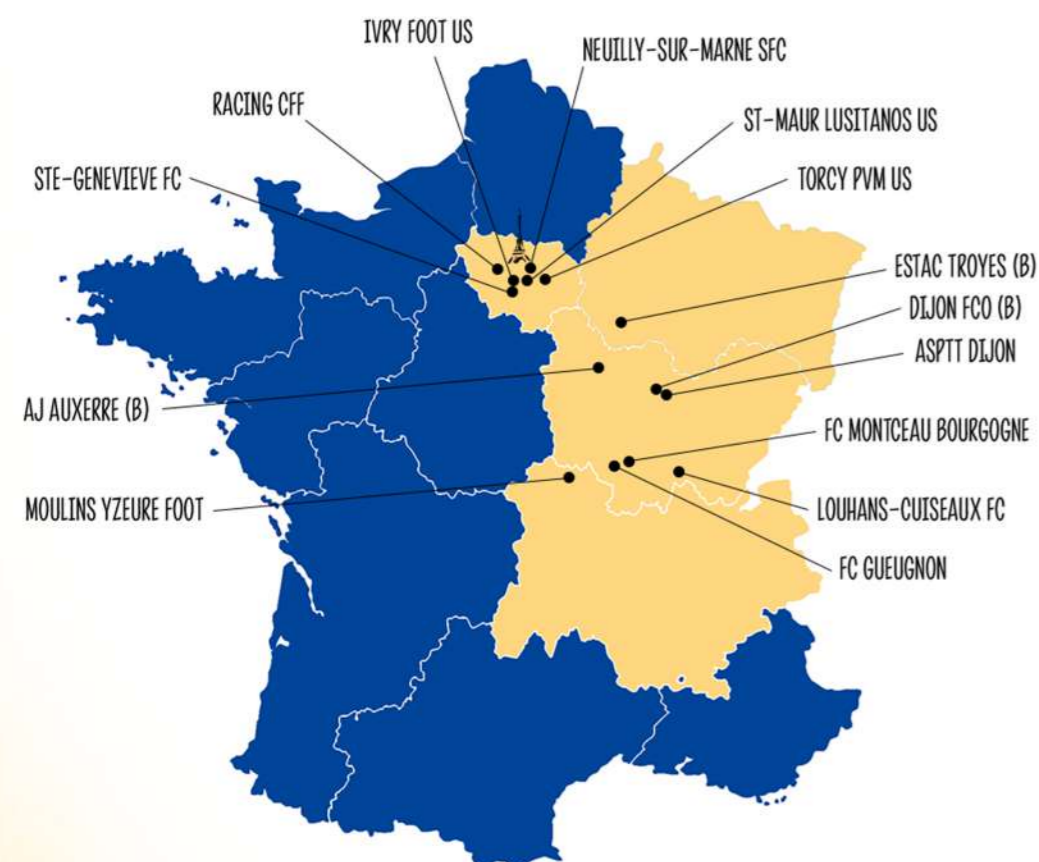 IVRY FOOT US
NEUILLY-SUR-MARNE SFC
RACING CFF
ST-MAUR LUSITANOS US
STE-GENEVIEVE FC
TORCY PVM US
ESTAC TROYES (B)
DIJON FCO (B)
ASPTT DIJON
AJ AUXERRE (B)
FC MONTCEAU BOURGOGNE
MOULINS YZEURE FOOT
LOUHANS-CUISEAUX FC
FC GUEUGNON